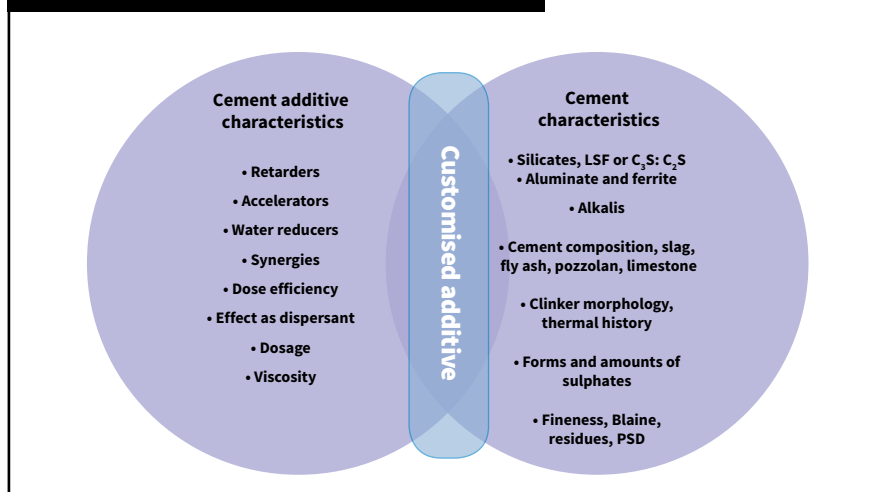 Cement additive
characteristics
• Retarders
• Accelerators
• Water reducers
• Synergies
• Dose efficiency
• Effect as dispersant
• Dosage
• Viscosity
Customised additive
Cement
characteristics
• Silicates, LSF or C₃S: C₂S
• Aluminate and ferrite
• Alkalis
• Cement composition, slag,
fly ash, pozzolan, limestone
• Clinker morphology,
thermal history
• Forms and amounts of
sulphates
• Fineness, Blaine,
residues, PSD